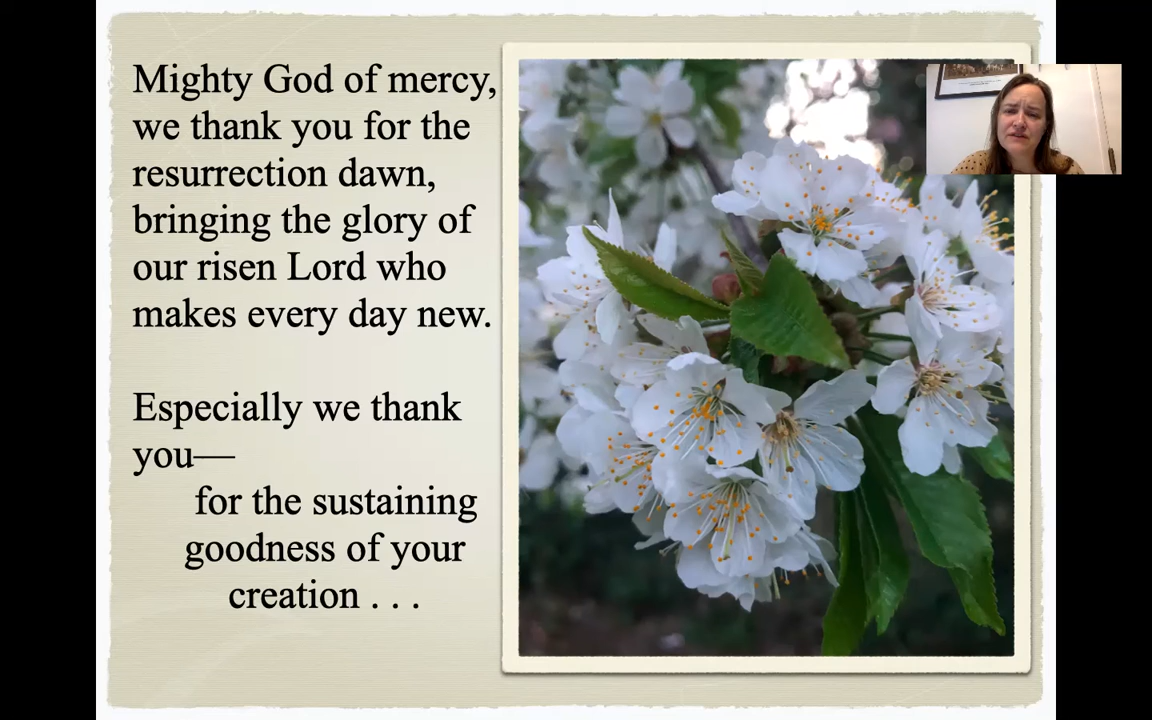 Mighty God of mercy,
we thank you for the
resurrection dawn,
bringing the glory of
our risen Lord who
makes every day new.
Especially we thank
you—
for the sustaining
goodness of your
creation . . .